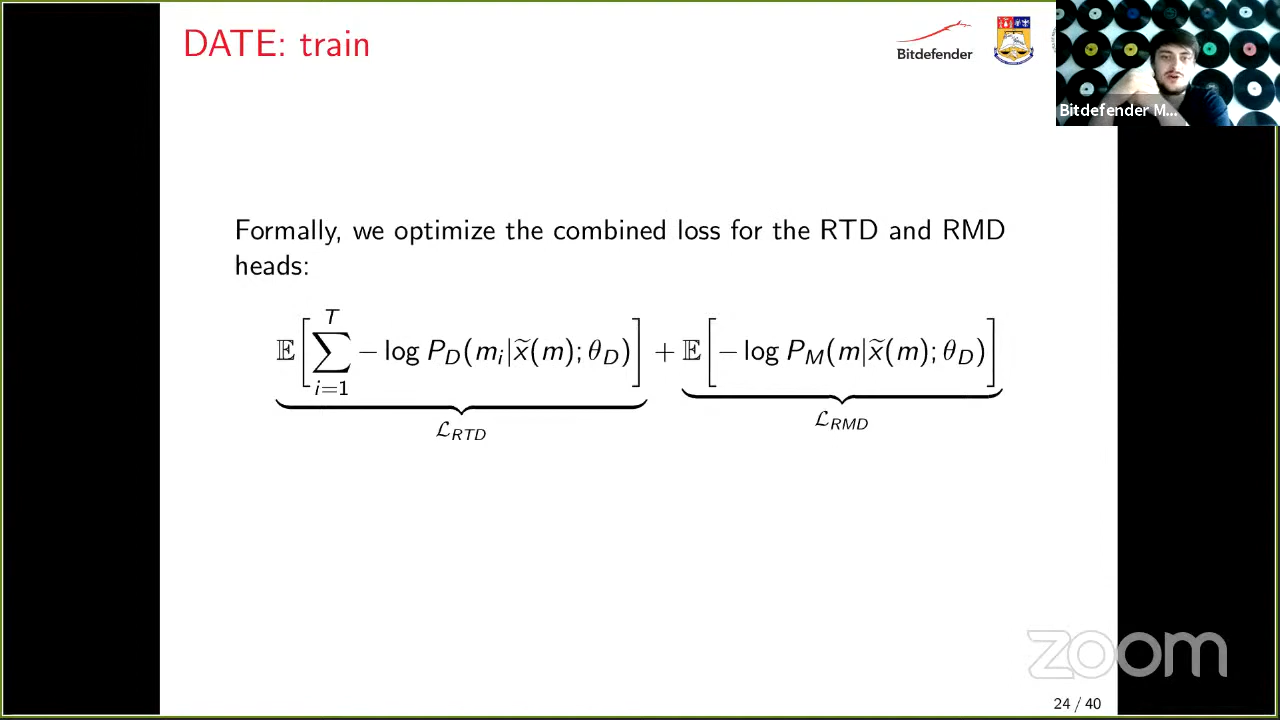 DATE: train
Bitdefender
Bitdefender M...
Formally, we optimize the combined loss for the RTD and RMD
heads:
𝔼[∑_{i=1}^{T} − log P_D(m_i|x̃(m); θ_D)] + 𝔼[− log P_M(m|x̃(m); θ_D)]
ℒ_RTD ℒ_RMD
zoom
24 / 40